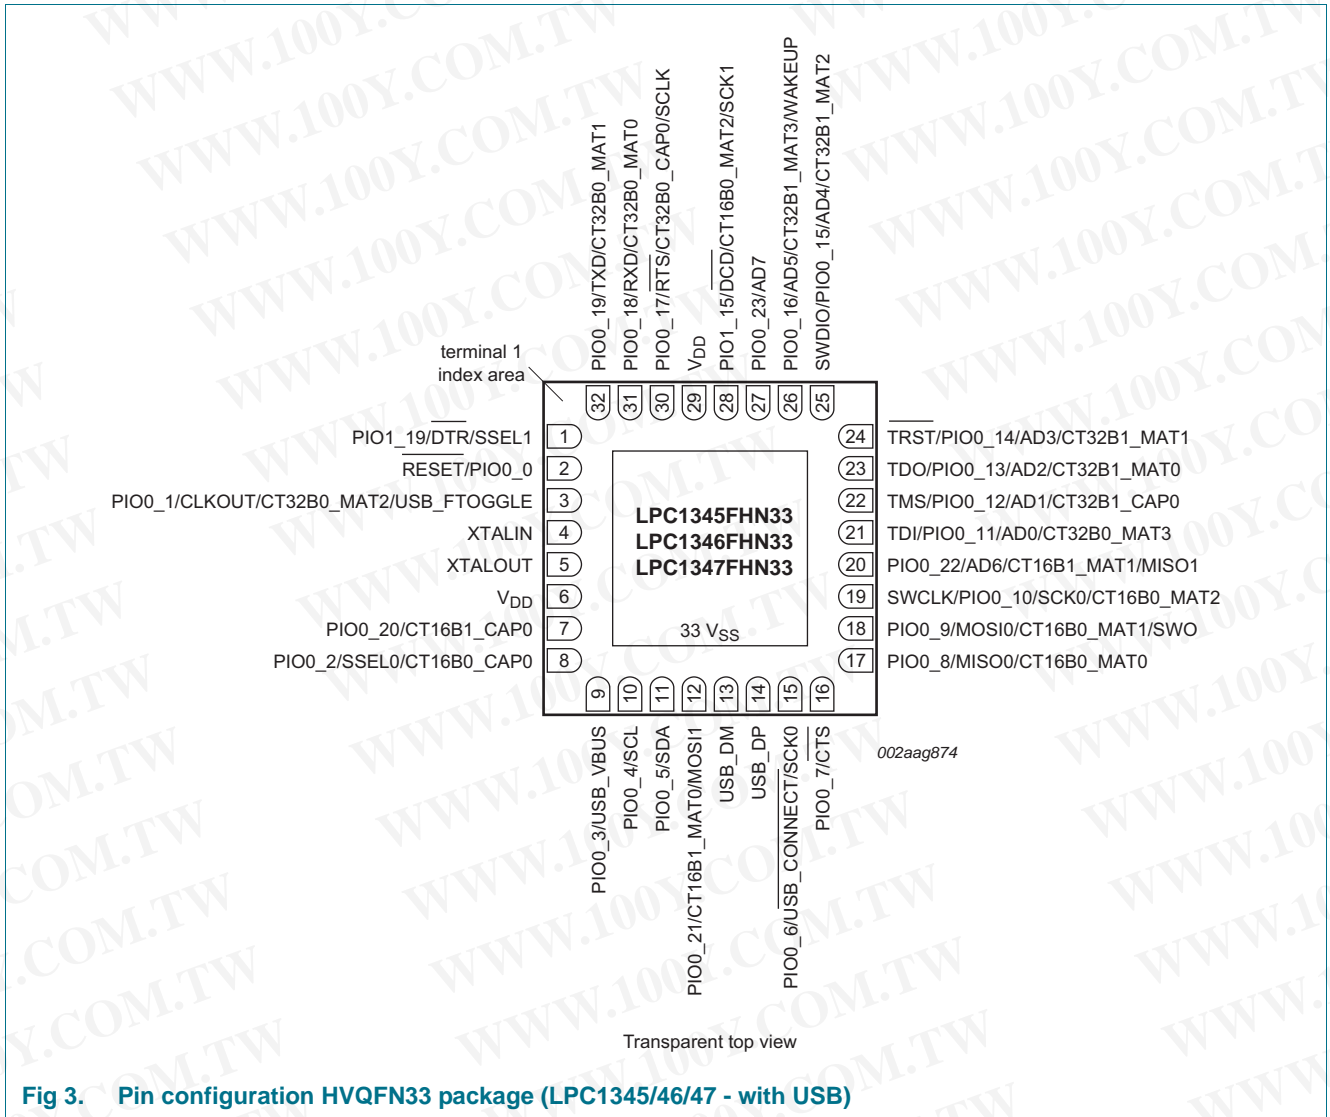 PIO0_19/TXD/CT32B0_MAT1
PIO0_18/RXD/CT32B0_MAT0
PIO0_17/RTS/CT32B0_CAP0/SCLK
VDD
PIO1_15/DCD/CT16B0_MAT2/SCK1
PIO0_23/AD7
PIO0_16/AD5/CT32B1_MAT3/WAKEUP
SWDIO/PIO0_15/AD4/CT32B1_MAT2
terminal 1
index area
32
31
30
29
28
27
26
25
PIO1_19/DTR/SSEL1 1
RESET/PIO0_0 2
PIO0_1/CLKOUT/CT32B0_MAT2/USB_FTOGGLE 3
XTALIN 4
XTALOUT 5
VDD 6
PIO0_20/CT16B1_CAP0 7
PIO0_2/SSEL0/CT16B0_CAP0 8
LPC1345FHN33
LPC1346FHN33
LPC1347FHN33
33 VSS
24 TRST/PIO0_14/AD3/CT32B1_MAT1
23 TDO/PIO0_13/AD2/CT32B1_MAT0
22 TMS/PIO0_12/AD1/CT32B1_CAP0
21 TDI/PIO0_11/AD0/CT32B0_MAT3
20 PIO0_22/AD6/CT16B1_MAT1/MISO1
19 SWCLK/PIO0_10/SCK0/CT16B0_MAT2
18 PIO0_9/MOSI0/CT16B0_MAT1/SWO
17 PIO0_8/MISO0/CT16B0_MAT0
9
10
11
12
13
14
15
16
PIO0_3/USB_VBUS
PIO0_4/SCL
PIO0_5/SDA
PIO0_21/CT16B1_MAT0/MOSI1
USB_DM
USB_DP
PIO0_6/USB_CONNECT/SCK0
PIO0_7/CTS
002aag874
Transparent top view
Fig 3. Pin configuration HVQFN33 package (LPC1345/46/47 - with USB)
WWW.100Y.COM.TW